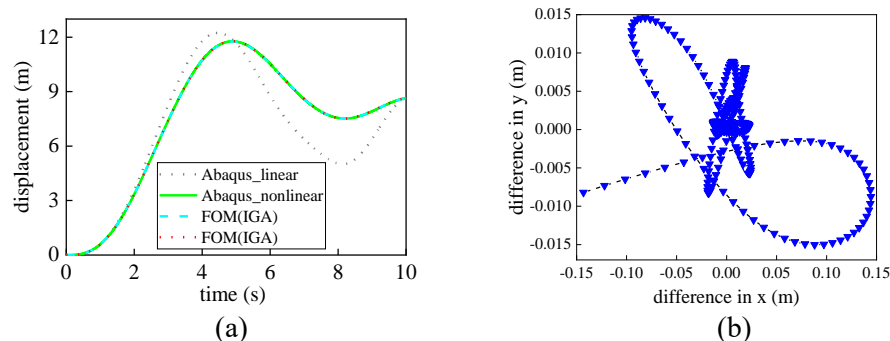 12
9
6
3
0
displacement (m)
Abaqus_linear
Abaqus_nonlinear
FOM(IGA)
FOM(IGA)
0 2 4 6 8 10
time (s)
(a)
0.015
0.010
0.005
0.000
-0.005
-0.010
-0.015
difference in y (m)
-0.15 -0.10 -0.05 0.00 0.05 0.10 0.15
difference in x (m)
(b)